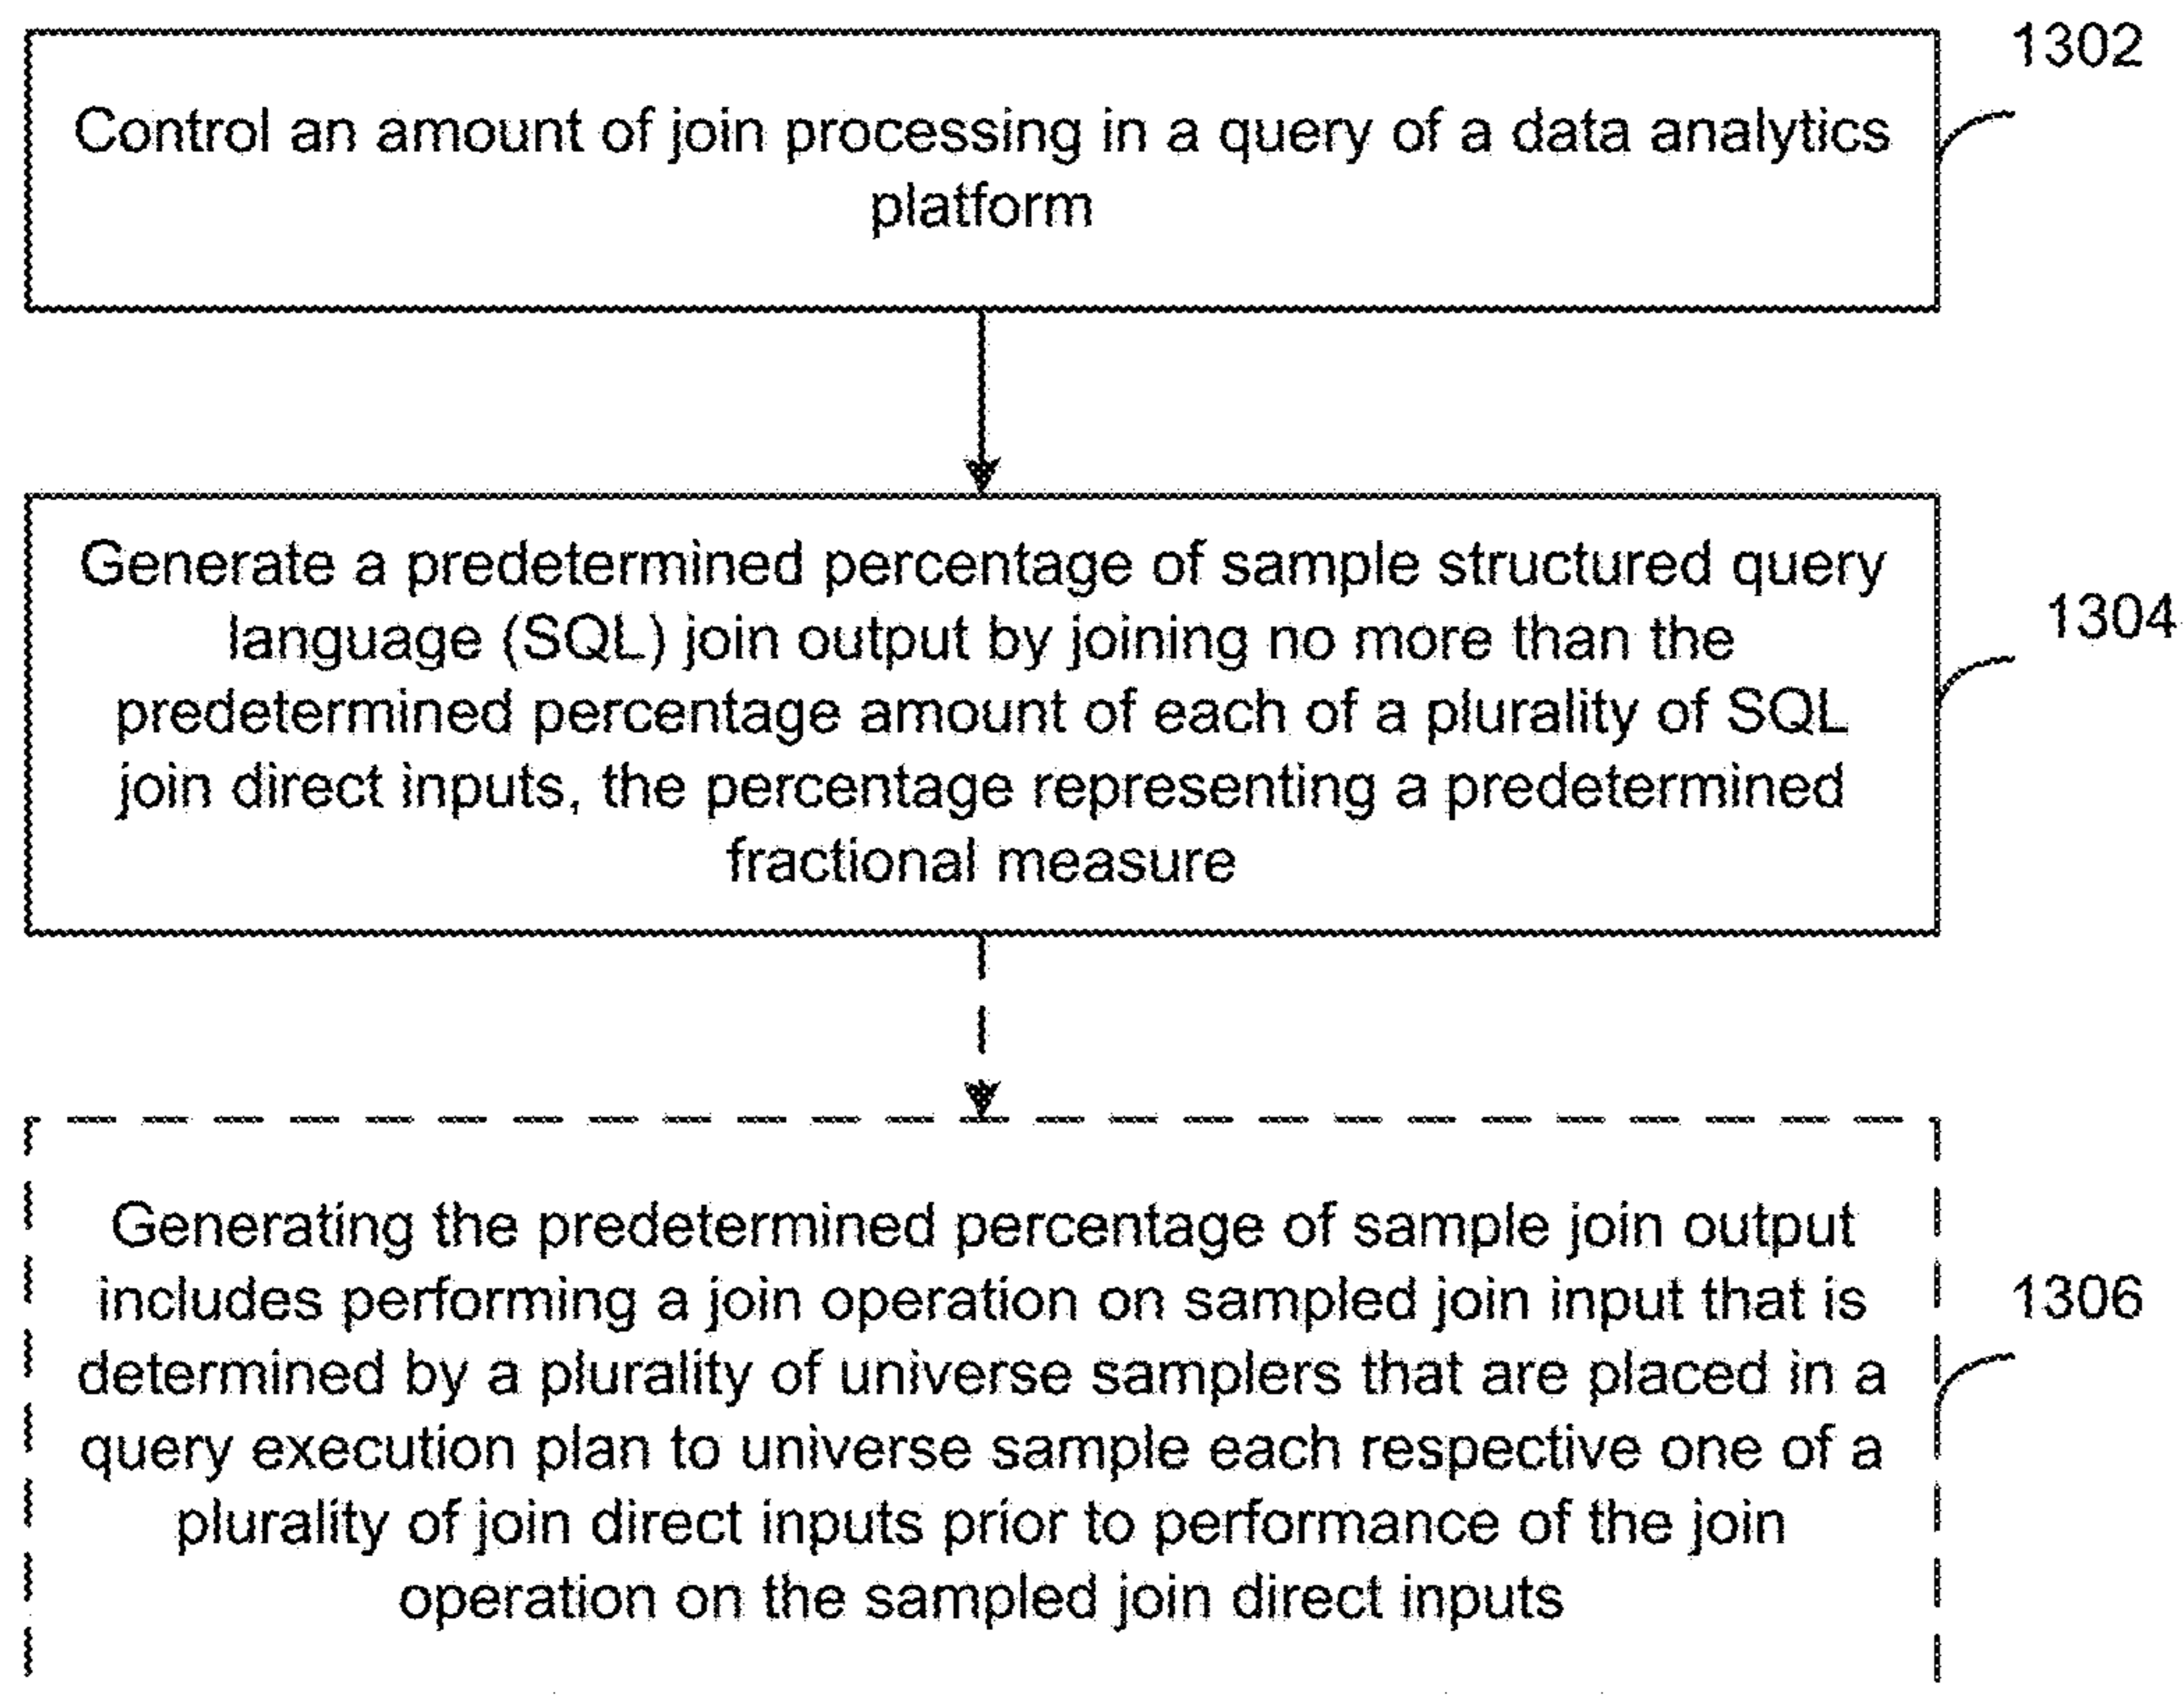 1302
Control an amount of join processing in a query of a data analytics
platform
Generate a predetermined percentage of sample structured query
language (SQL) join output by joining no more than the
predetermined percentage amount of each of a plurality of SQL
join direct inputs, the percentage representing a predetermined
fractional measure
1304
Generating the predetermined percentage of sample join output
includes performing a join operation on sampled join input that is
determined by a plurality of universe samplers that are placed in a
query execution plan to universe sample each respective one of a
plurality of join direct inputs prior to performance of the join
operation on the sampled join direct inputs
1306